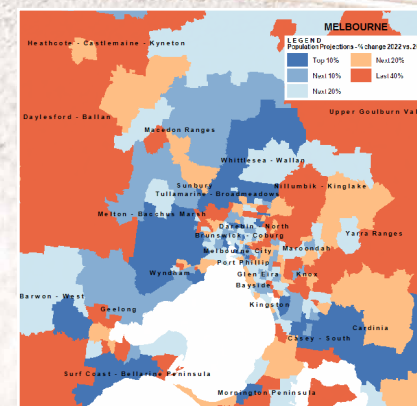 MELBOURNE
LEGEND
Population Projections - % change 2022 vs. 2
Top 10%
Next 20%
Next 10%
Last 40%
Next 20%
Heathcote - Castlemaine - Kyneton
Upper Goulburn Val
Daylesford - Ballan
Macedon Ranges
Whittlesea - Wallan
Sunbury
Nillumbik - Kinglake
Tullamarine - Broadmeadows
Melton - Bacchus Marsh
Darebin - North
Brunswick - Coburg
Yarra Ranges
Melbourne City
Maroondah
Port Phillip
Wyndham
Glen Eira
Knox
Bayside
Barwon - West
Kingston
Geelong
Cardinia
Casey - South
Surf Coast - Bellarine Peninsula
Mornington Peninsula